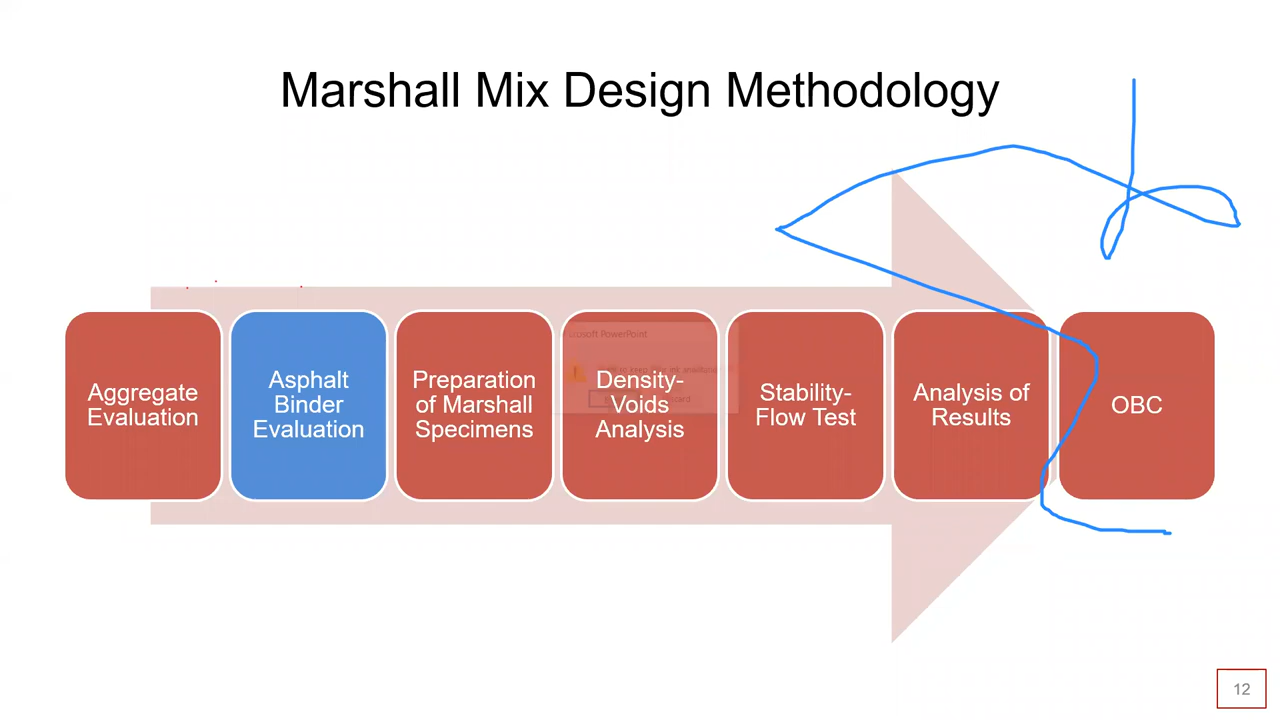 Marshall Mix Design Methodology
Aggregate
Evaluation
Asphalt
Binder
Evaluation
Preparation
of Marshall
Specimens
Density-
Voids
Analysis
Stability-
Flow Test
Analysis of
Results
OBC
12